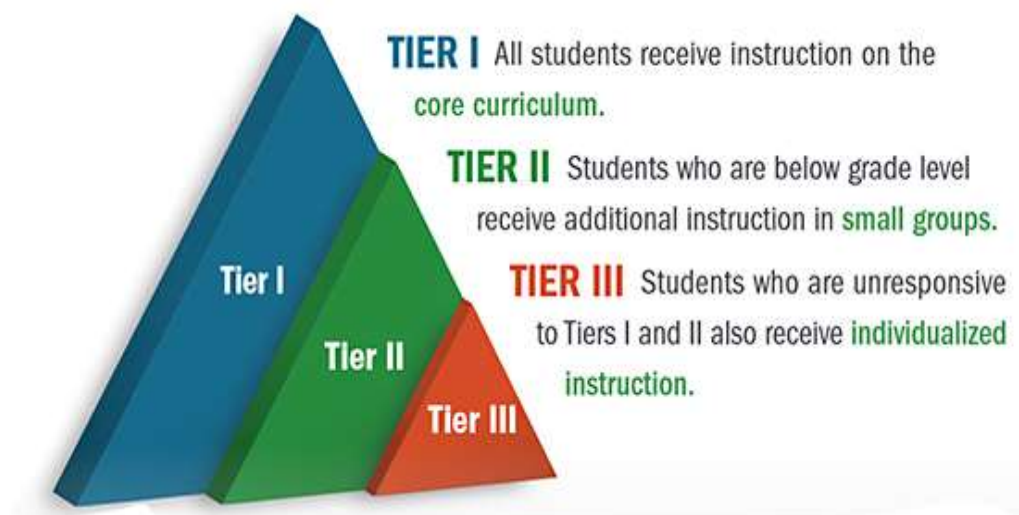 TIER I All students receive instruction on the
core curriculum.
TIER II Students who are below grade level
receive additional instruction in small groups.
TIER III Students who are unresponsive
to Tiers I and II also receive individualized
instruction.
Tier I
Tier II
Tier III